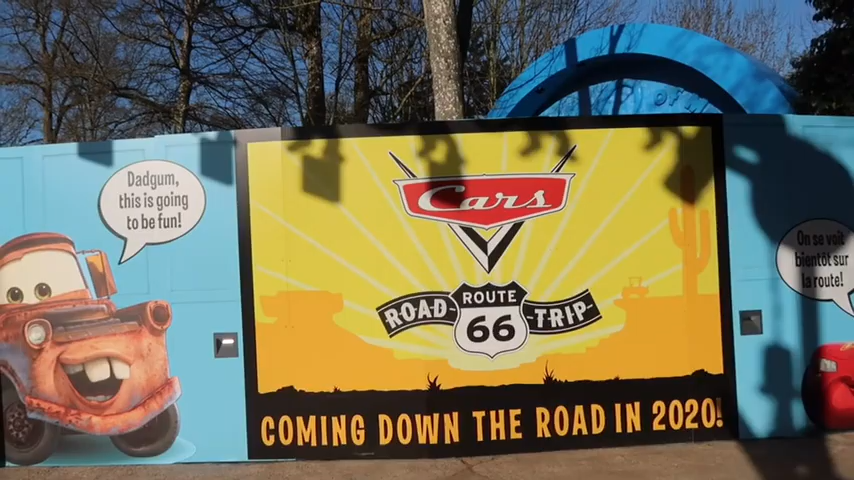 Dadgum,
this is going
to be fun!
Cars
ROAD-TRIP
ROUTE
66
On se voit
bientôt sur
la route!
COMING DOWN THE ROAD IN 2020!